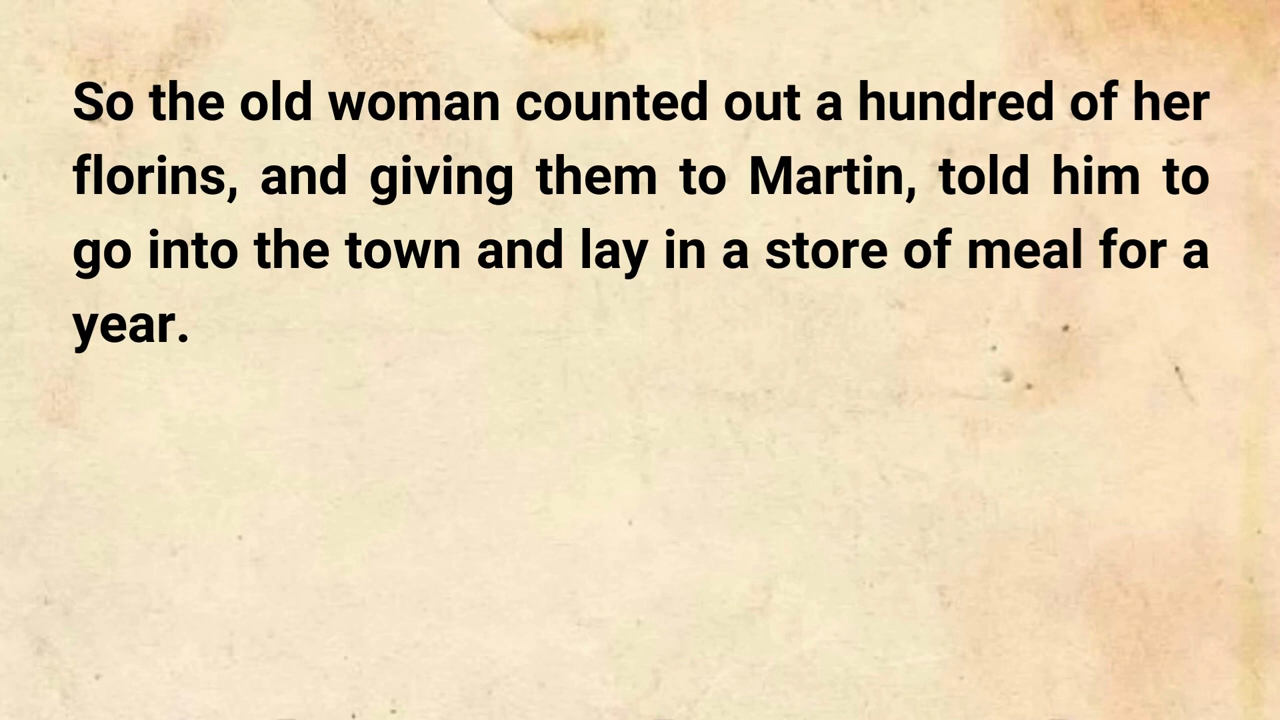 So the old woman counted out a hundred of her
florins, and giving them to Martin, told him to
go into the town and lay in a store of meal for a
year.